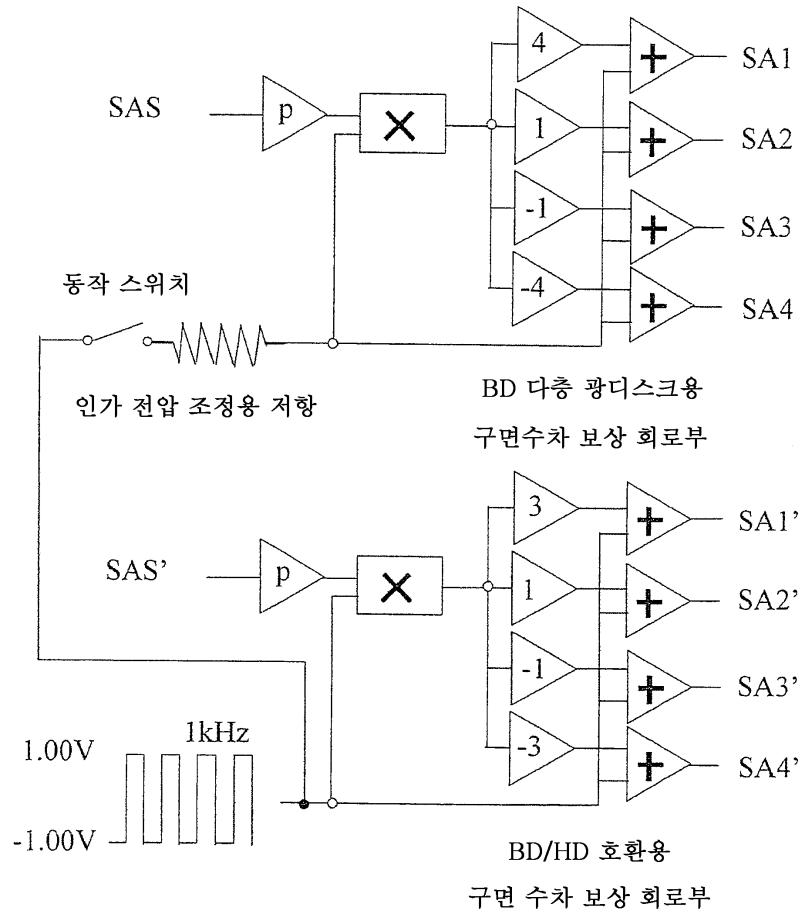 SAS
p
×
4
1
-1
-4
+
+
+
+
SA1
SA2
SA3
SA4
동작 스위치
인가 전압 조정용 저항
BD 다층 광디스크용
구면수차 보상 회로부
SAS’
p
×
3
1
-1
-3
+
+
+
+
SA1’
SA2’
SA3’
SA4’
1.00V
1kHz
-1.00V
BD/HD 호환용
구면 수차 보상 회로부